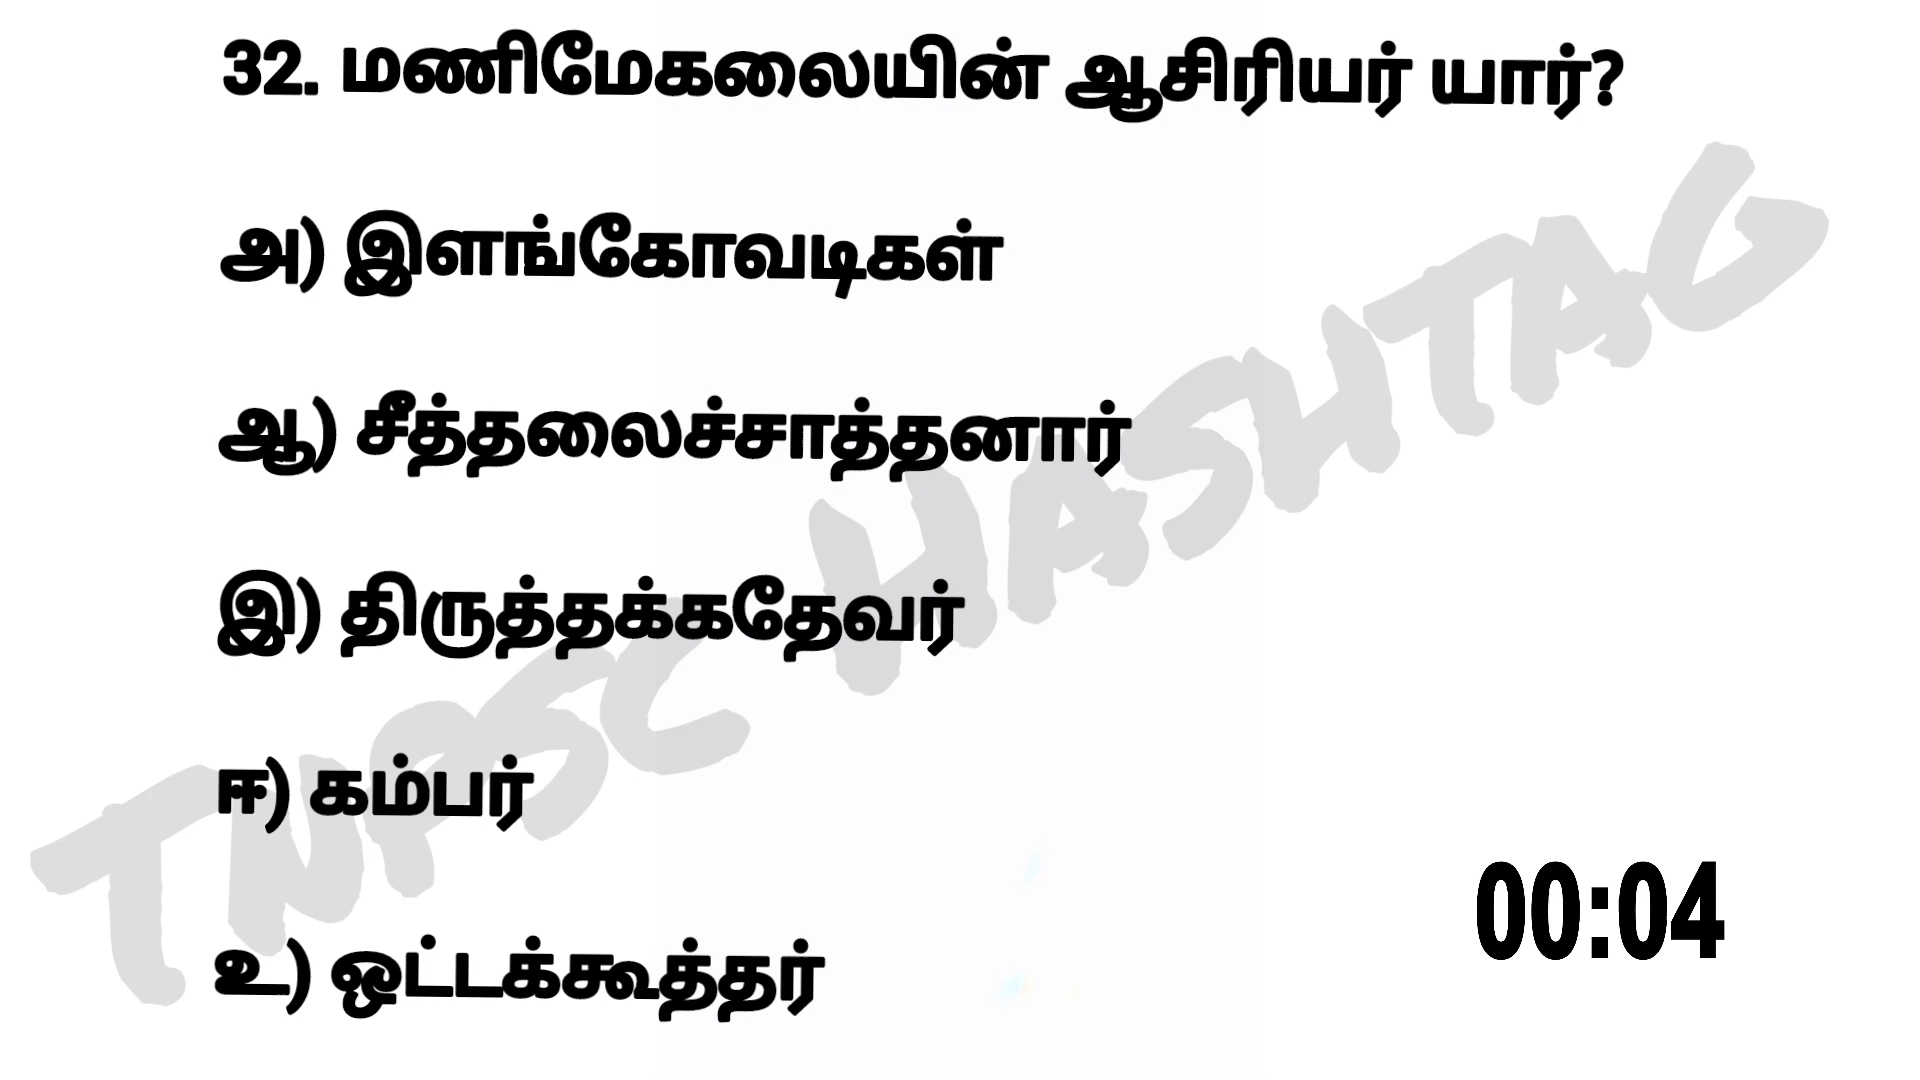 32. மணிமேகலையின் ஆசிரியர் யார்?
அ) இளங்கோவடிகள்
ஆ) சீத்தலைச்சாத்தனார்
இ) திருத்தக்கதேவர்
ஈ) கம்பர்
உ) ஒட்டக்கூத்தர்
00:04
TNPSC HASHTAG